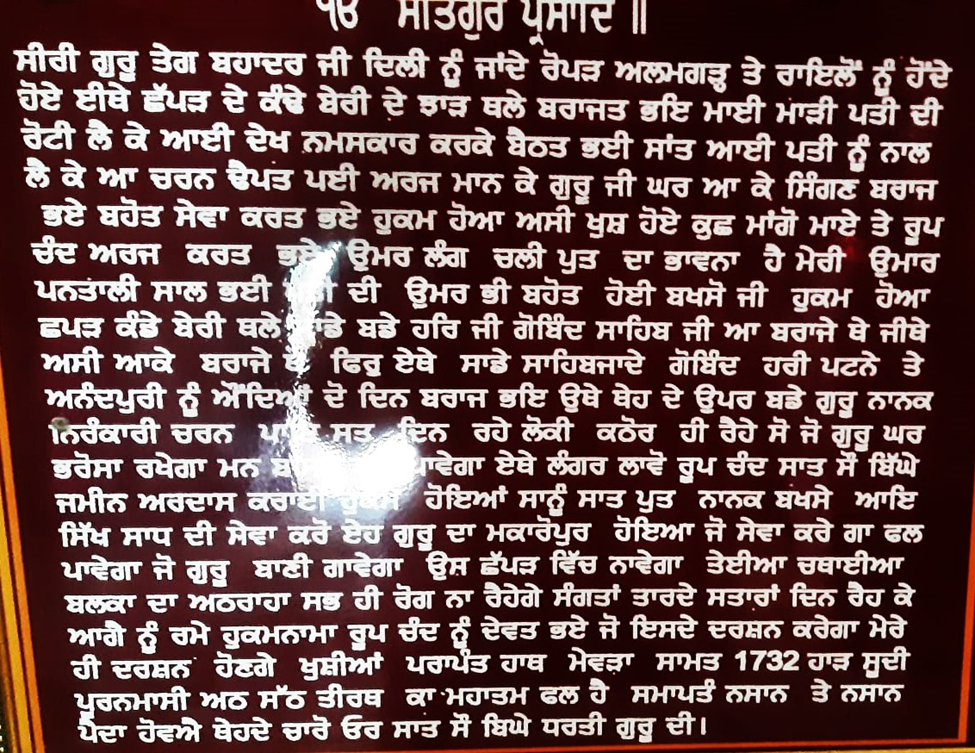 ੧ੳ ਸਤਿਗੁਰ ਪ੍ਰਸਾਦਿ ॥
ਸੀਰੀ ਗੁਰੂ ਤੇਗ ਬਹਾਦਰ ਜੀ ਦਿਲੀ ਨੂੰ ਜਾਂਦੇ ਰੋਪੜ ਅਲਮਗੜ੍ਹ ਤੇ ਰਾਇਲੋਂ ਨੂੰ ਹੋਂਦੇ
ਹੋਏ ਈਥੇ ਛੱਪੜ ਦੇ ਕੰਢੇ ਬੇਰੀ ਦੇ ਝਾੜ ਥਲੇ ਬਰਾਜਤ ਭਇ ਮਾਈ ਮਾੜੀ ਪਤੀ ਦੀ
ਰੋਟੀ ਲੈ ਕੇ ਆਈ ਦੇਖ ਨਮਸਕਾਰ ਕਰਕੇ ਬੈਠਤ ਭਈ ਸਾਂਤ ਆਈ ਪਤੀ ਨੂੰ ਨਾਲ
ਲੈ ਕੇ ਆ ਚਰਨ ਢੈਪਤ ਪਈ ਅਰਜ ਮਾਨ ਕੇ ਗੁਰੂ ਜੀ ਘਰ ਆ ਕੇ ਸਿੰਗਣ ਬਰਾਜ
ਭਏ ਬਹੋਤ ਸੇਵਾ ਕਰਤ ਭਏ ਹੁਕਮ ਹੋਆ ਅਸੀ ਖੁਸ਼ ਹੋਏ ਕੁਛ ਮਾਂਗੋ ਮਾਏ ਤੇ ਰੂਪ
ਚੰਦ ਅਰਜ ਕਰਤ ਭਏ ਉਮਰ ਲੰਗ ਚਲੀ ਪੁਤ ਦਾ ਭਾਵਨਾ ਹੈ ਮੇਰੀ ਉਮਾਰ
ਪਨਤਾਲੀ ਸਾਲ ਭਈ ਦੀ ਉਮਰ ਭੀ ਬਹੋਤ ਹੋਈ ਬਖਸੋ ਜੀ ਹੁਕਮ ਹੋਆ
ਛਪੜ ਕੰਡੇ ਬੇਰੀ ਥਲੇ ਬਡੇ ਹਰਿ ਜੀ ਗੋਬਿੰਦ ਸਾਹਿਬ ਜੀ ਆ ਬਰਾਜੇ ਥੇ ਜੀਥੇ
ਅਸੀ ਆਕੇ ਬਰਾਜੇ ਫਿਰੁ ਏਥੇ ਸਾਡੇ ਸਾਹਿਬਜਾਦੇ ਗੋਬਿੰਦ ਹਰੀ ਪਟਨੇ ਤੇ
ਅਨੰਦਪੁਰੀ ਨੂੰ ਔਂਦਿਆਂ ਦੋ ਦਿਨ ਬਰਾਜ ਭਇ ਉਥੇ ਥੇਹ ਦੇ ਉਪਰ ਬਡੇ ਗੁਰੂ ਨਾਨਕ
ਨਿਰੰਕਾਰੀ ਚਰਨ ਸਤ ਦਿਨ ਰਹੇ ਲੋਕੀ ਕਠੋਰ ਹੀ ਰੈਹੇ ਸੋ ਜੋ ਗੁਰੂ ਘਰ
ਭਰੋਸਾ ਰਖੇਗਾ ਮਨ ਪਾਵੇਗਾ ਏਥੇ ਲੰਗਰ ਲਾਵੋ ਰੂਪ ਚੰਦ ਸਾਤ ਸੌ ਬਿੱਘੇ
ਜਮੀਨ ਅਰਦਾਸ ਕਰਾਈ ਹੁਕਮ ਹੋਇਆਂ ਸਾਨੂੰ ਸਾਤ ਪੁਤ ਨਾਨਕ ਬਖਸੇ ਆਇ
ਸਿੱਖ ਸਾਧ ਦੀ ਸੇਵਾ ਕਰੋ ਏਹ ਗੁਰੂ ਦਾ ਮਕਾਰੋਪੁਰ ਹੋਇਆ ਜੋ ਸੇਵਾ ਕਰੇ ਗਾ ਫਲ
ਪਾਵੇਗਾ ਜੋ ਗੁਰੂ ਬਾਣੀ ਗਾਵੇਗਾ ਉਸ਼ ਛੱਪੜ ਵਿੱਚ ਨਾਵੇਗਾ ਤੇਈਆ ਚਥਾਈਆ
ਬਲਕਾ ਦਾ ਅਠਰਾਹਾ ਸਭ ਹੀ ਰੋਗ ਨਾ ਰੈਹੇਗੇ ਸੰਗਤਾਂ ਤਾਰਦੇ ਸਤਾਰਾਂ ਦਿਨ ਰੈਹ ਕੇ
ਆਗੈ ਨੂੰ ਰਮੇ ਹੁਕਮਨਾਮਾ ਰੂਪ ਚੰਦ ਨੂੰ ਦੇਵਤ ਭਏ ਜੋ ਇਸਦੇ ਦਰਸ਼ਨ ਕਰੇਗਾ ਮੇਰੇ
ਹੀ ਦਰਸ਼ਨ ਹੋਣਗੇ ਖੁਸ਼ੀਆਂ ਪਰਾਪੰਤ ਹਾਥ ਮੇਵੜਾ ਸਾਮਤ 1732 ਹਾੜ ਸੂਦੀ
ਪੂਰਨਮਾਸੀ ਅਠ ਸੱਠ ਤੀਰਥ ਕਾ ਮਹਾਤਮ ਫਲ ਹੈ ਸਮਾਪਤੰ ਨਸਾਨ ਤੇ ਨਸਾਨ
ਪੈਦਾ ਹੋਵਐ ਥੇਹਦੇ ਚਾਰੋ ਓਰ ਸਾਤ ਸੌ ਬਿਘੇ ਧਰਤੀ ਗੁਰੂ ਦੀ।